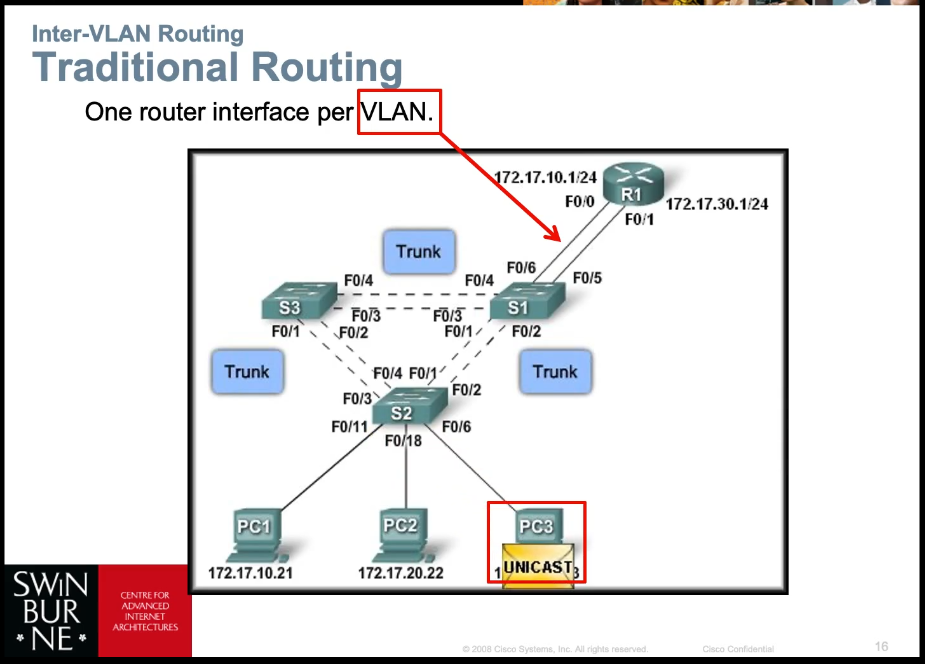 Inter-VLAN Routing
Traditional Routing
One router interface per VLAN.
172.17.10.1/24
R1
F0/0
172.17.30.1/24
F0/1
Trunk
F0/4
F0/4
F0/6
F0/5
S3
S1
F0/3
F0/3
F0/1
F0/2
F0/1
F0/2
Trunk
Trunk
F0/4
F0/1
F0/3
F0/2
S2
F0/11
F0/6
F0/18
PC1
PC2
PC3
UNICAST
172.17.10.21
172.17.20.22
1
3
SWIN
BUR
* NE *
CENTRE FOR
ADVANCED
INTERNET
ARCHITECTURES
© 2008 Cisco Systems, Inc. All rights reserved.
Cisco Confidential
16